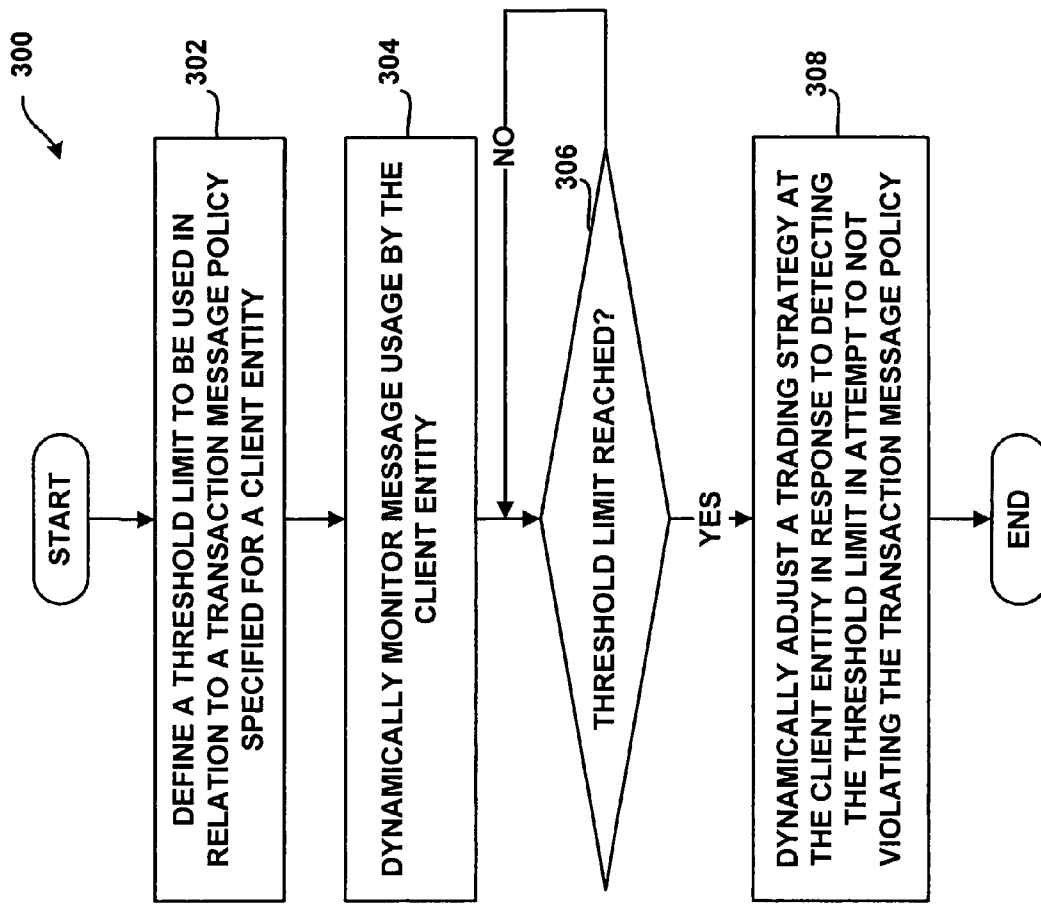 300
START
302
DEFINE A THRESHOLD LIMIT TO BE USED IN
RELATION TO A TRANSACTION MESSAGE POLICY
SPECIFIED FOR A CLIENT ENTITY
304
DYNAMICALLY MONITOR MESSAGE USAGE BY THE
CLIENT ENTITY
NO
306
THRESHOLD LIMIT REACHED?
YES
308
DYNAMICALLY ADJUST A TRADING STRATEGY AT
THE CLIENT ENTITY IN RESPONSE TO DETECTING
THE THRESHOLD LIMIT IN ATTEMPT TO NOT
VIOLATING THE TRANSACTION MESSAGE POLICY
END